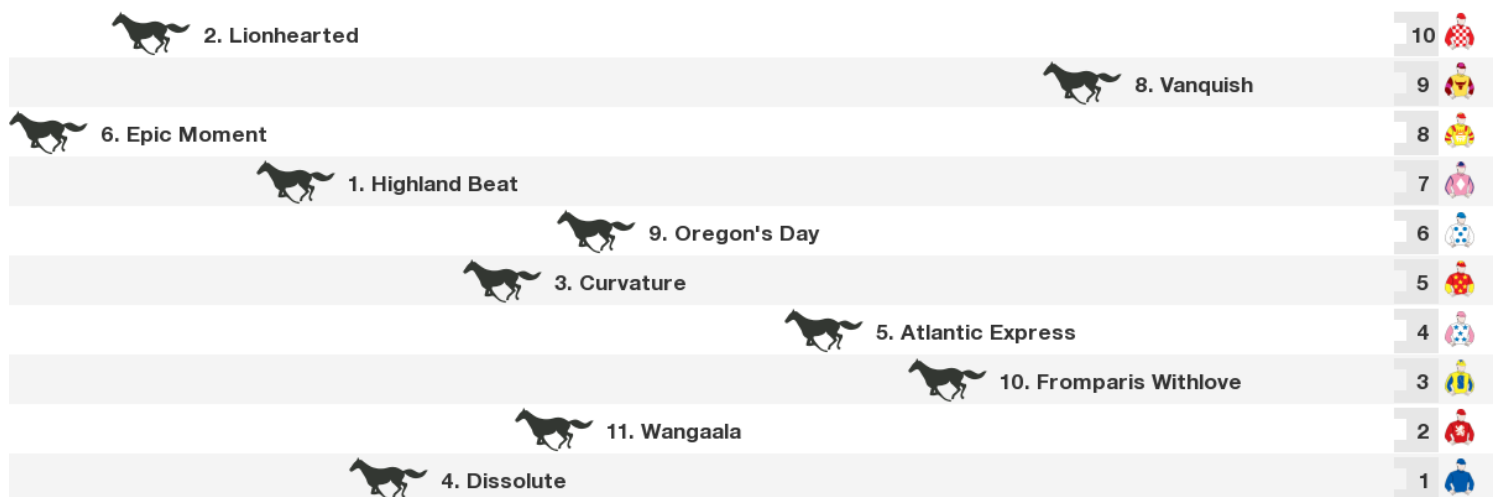 2. Lionhearted 10
8. Vanquish 9
6. Epic Moment 8
1. Highland Beat 7
9. Oregon's Day 6
3. Curvature 5
5. Atlantic Express 4
10. Fromparis Withlove 3
11. Wangaala 2
4. Dissolute 1